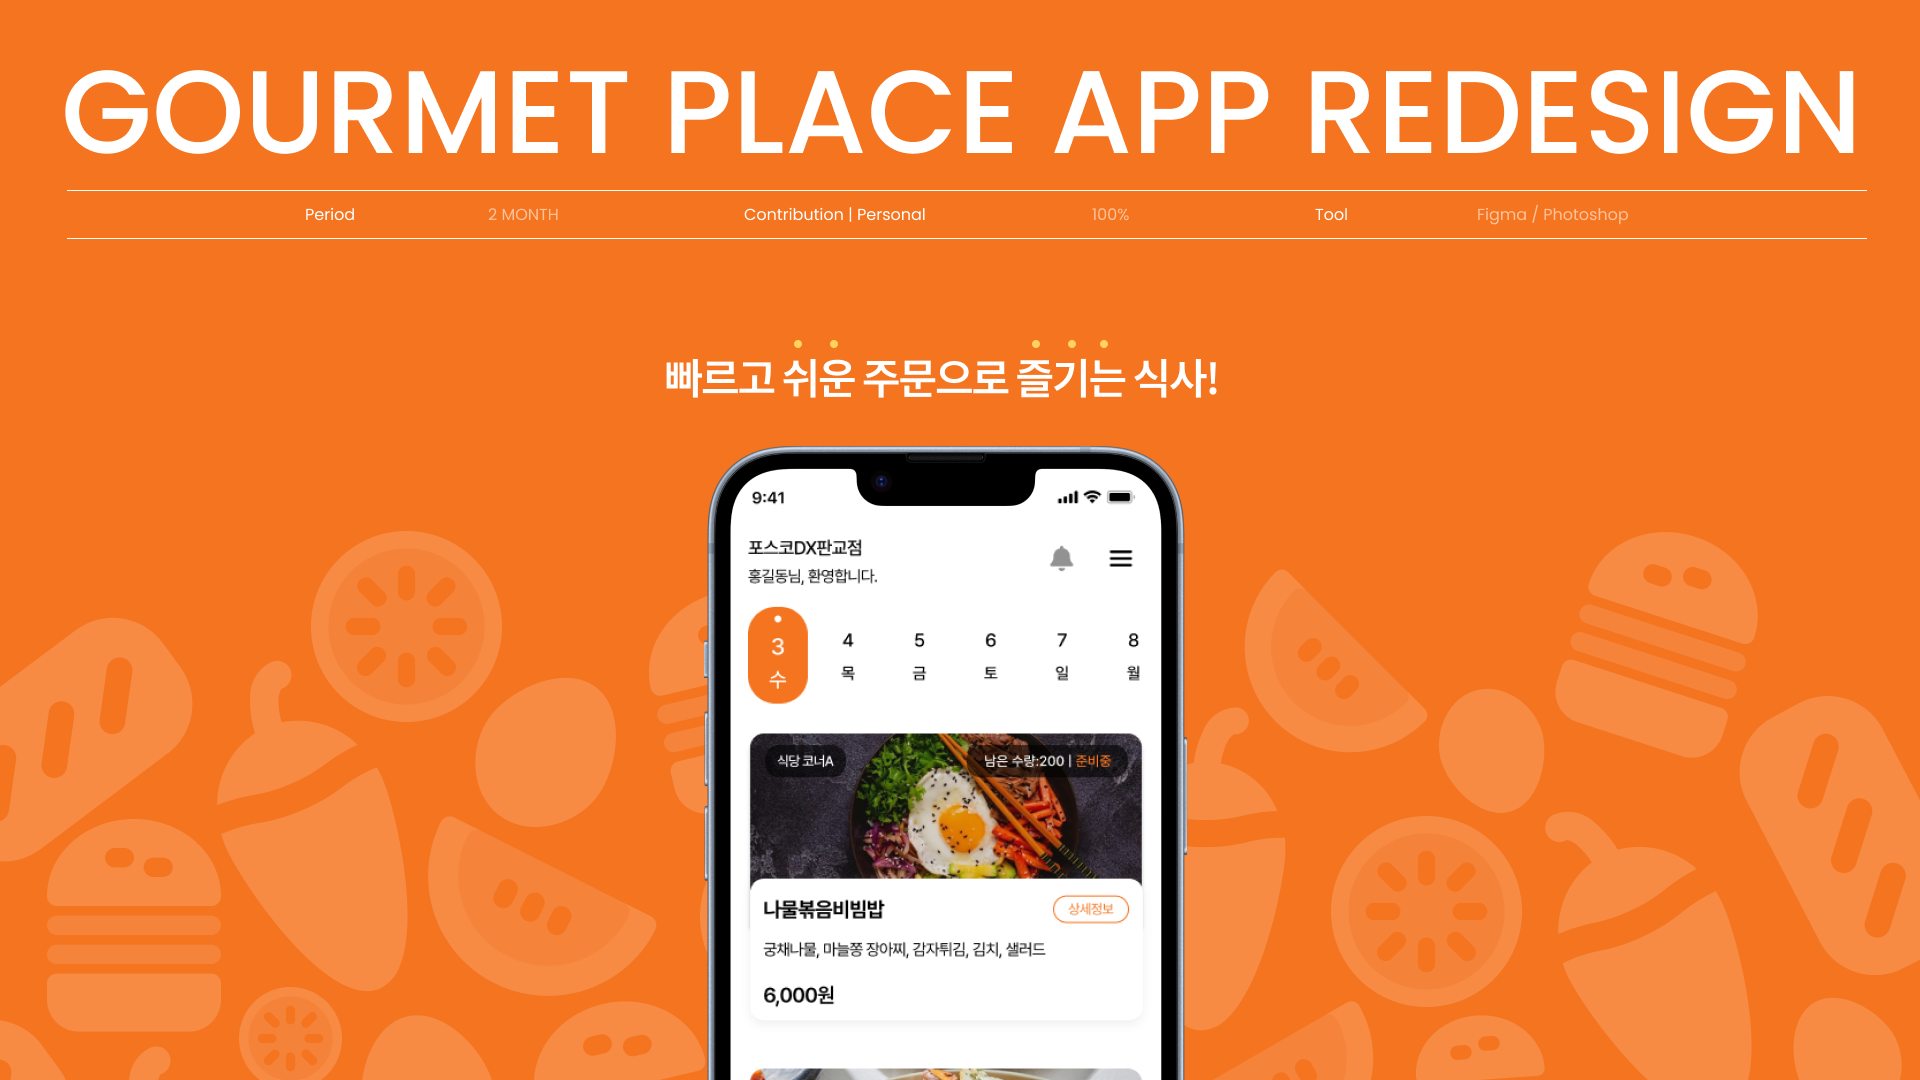 GOURMET PLACE APP REDESIGN
Period 2 MONTH Contribution | Personal 100% Tool Figma / Photoshop
빠르고 쉬운 주문으로 즐기는 식사!
9:41
포스코DX판교점
홍길동님, 환영합니다.
3 4 5 6 7 8
수 목 금 토 일 월
식당 코너A 남은 수량:200 | 준비중
나물볶음비빔밥 상세정보
궁채나물, 마늘쫑 장아찌, 감자튀김, 김치, 샐러드
6,000원